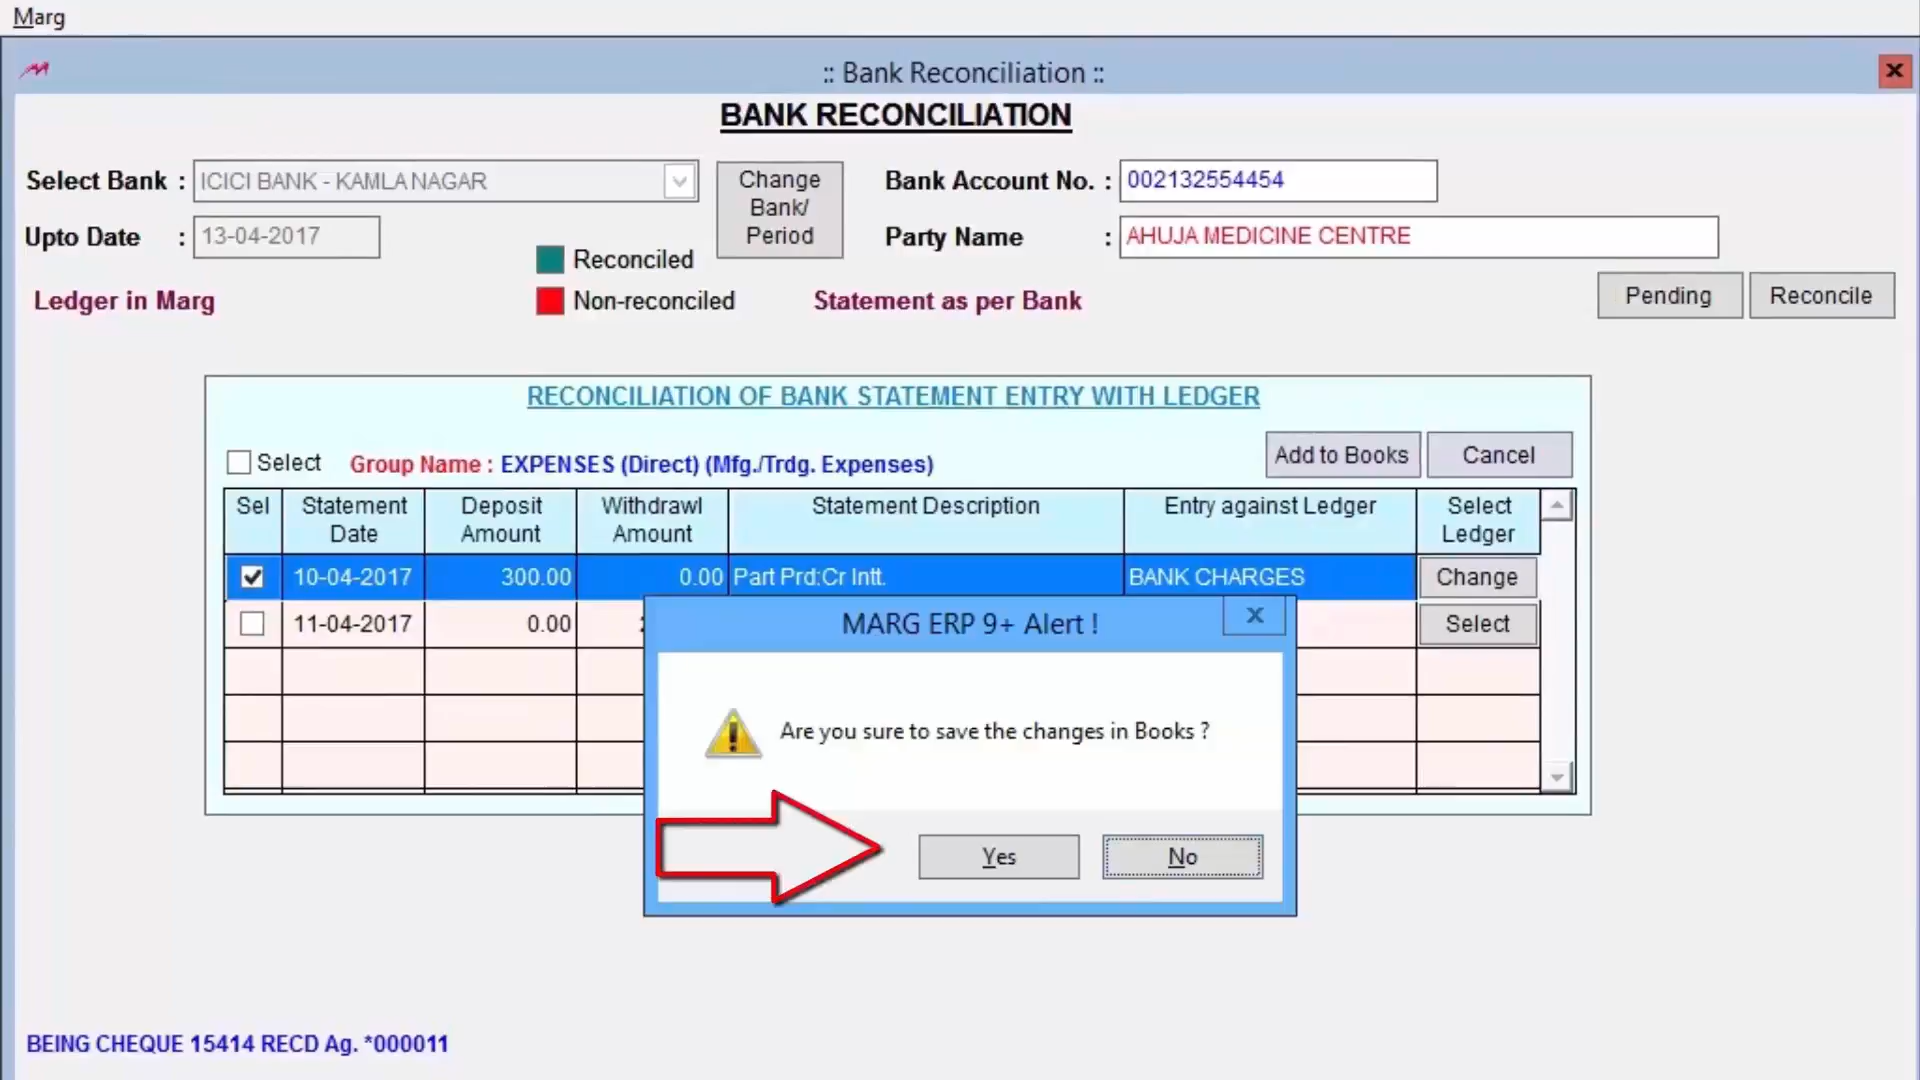 Marg
:: Bank Reconciliation ::
X
BANK RECONCILIATION
Select Bank : ICICI BANK - KAMLA NAGAR
Change
Bank/
Period
Bank Account No. : 002132554454
Upto Date : 13-04-2017
Party Name : AHUJA MEDICINE CENTRE
Reconciled
Non-reconciled
Ledger in Marg
Statement as per Bank
Pending
Reconcile
RECONCILIATION OF BANK STATEMENT ENTRY WITH LEDGER
Select
Group Name : EXPENSES (Direct) (Mfg./Trdg. Expenses)
Add to Books
Cancel
Sel
Statement
Date
Deposit
Amount
Withdrawl
Amount
Statement Description
Entry against Ledger
Select
Ledger
10-04-2017 300.00 0.00 Part Prd:Cr Intt. BANK CHARGES Change
11-04-2017 0.00 Select
MARG ERP 9+ Alert !
X
Are you sure to save the changes in Books ?
Yes
No
BEING CHEQUE 15414 RECD Ag. *000011